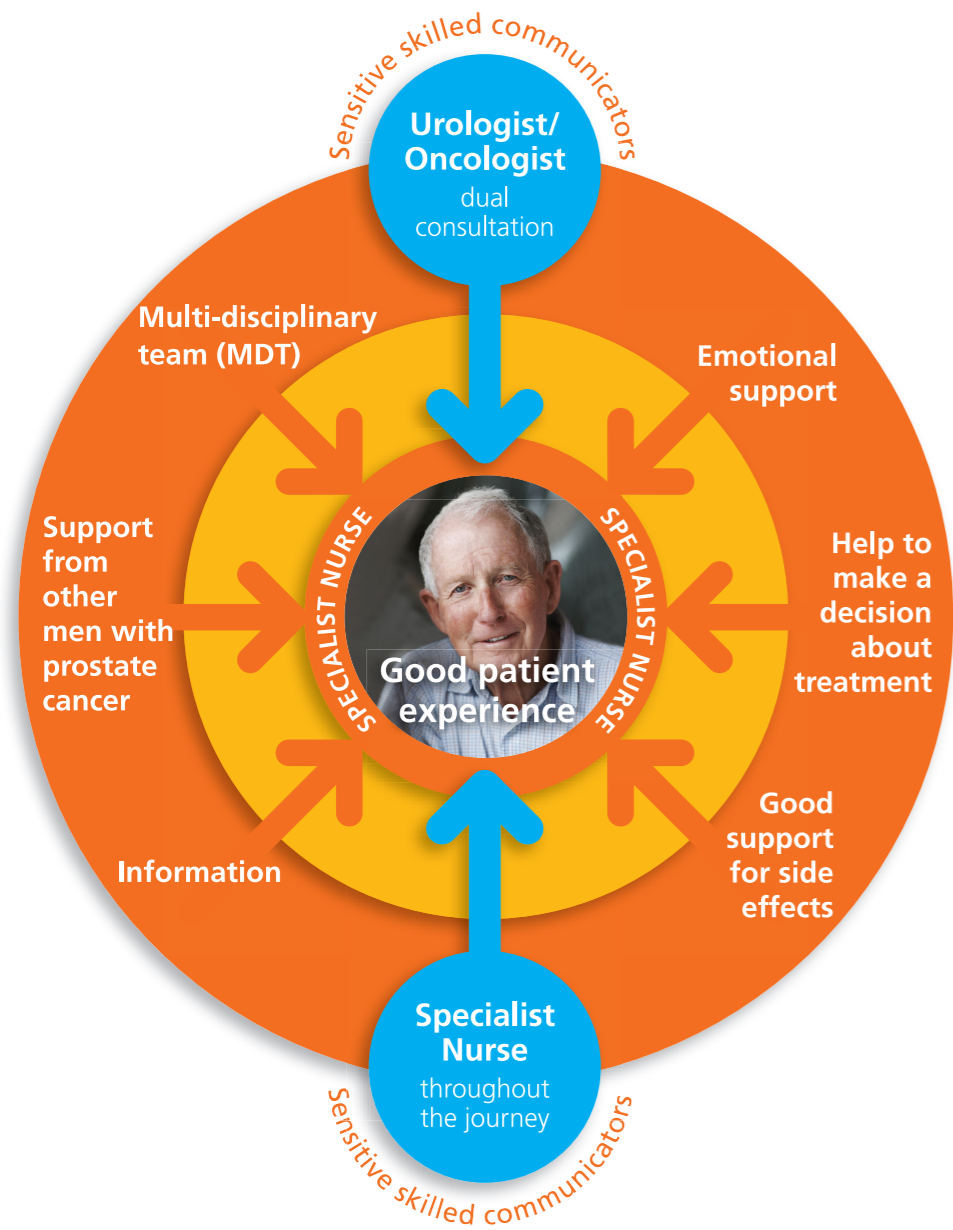 Sensitive skilled communicators
Urologist/
Oncologist
dual
consultation
Multi-disciplinary
team (MDT)
Emotional
support
Support
from
other
men with
prostate
cancer
SPECIALIST NURSE
SPECIALIST NURSE
Help to
make a
decision
about
treatment
Good patient
experience
Information
Good
support
for side
effects
Specialist
Nurse
throughout
the journey
Sensitive skilled communicators